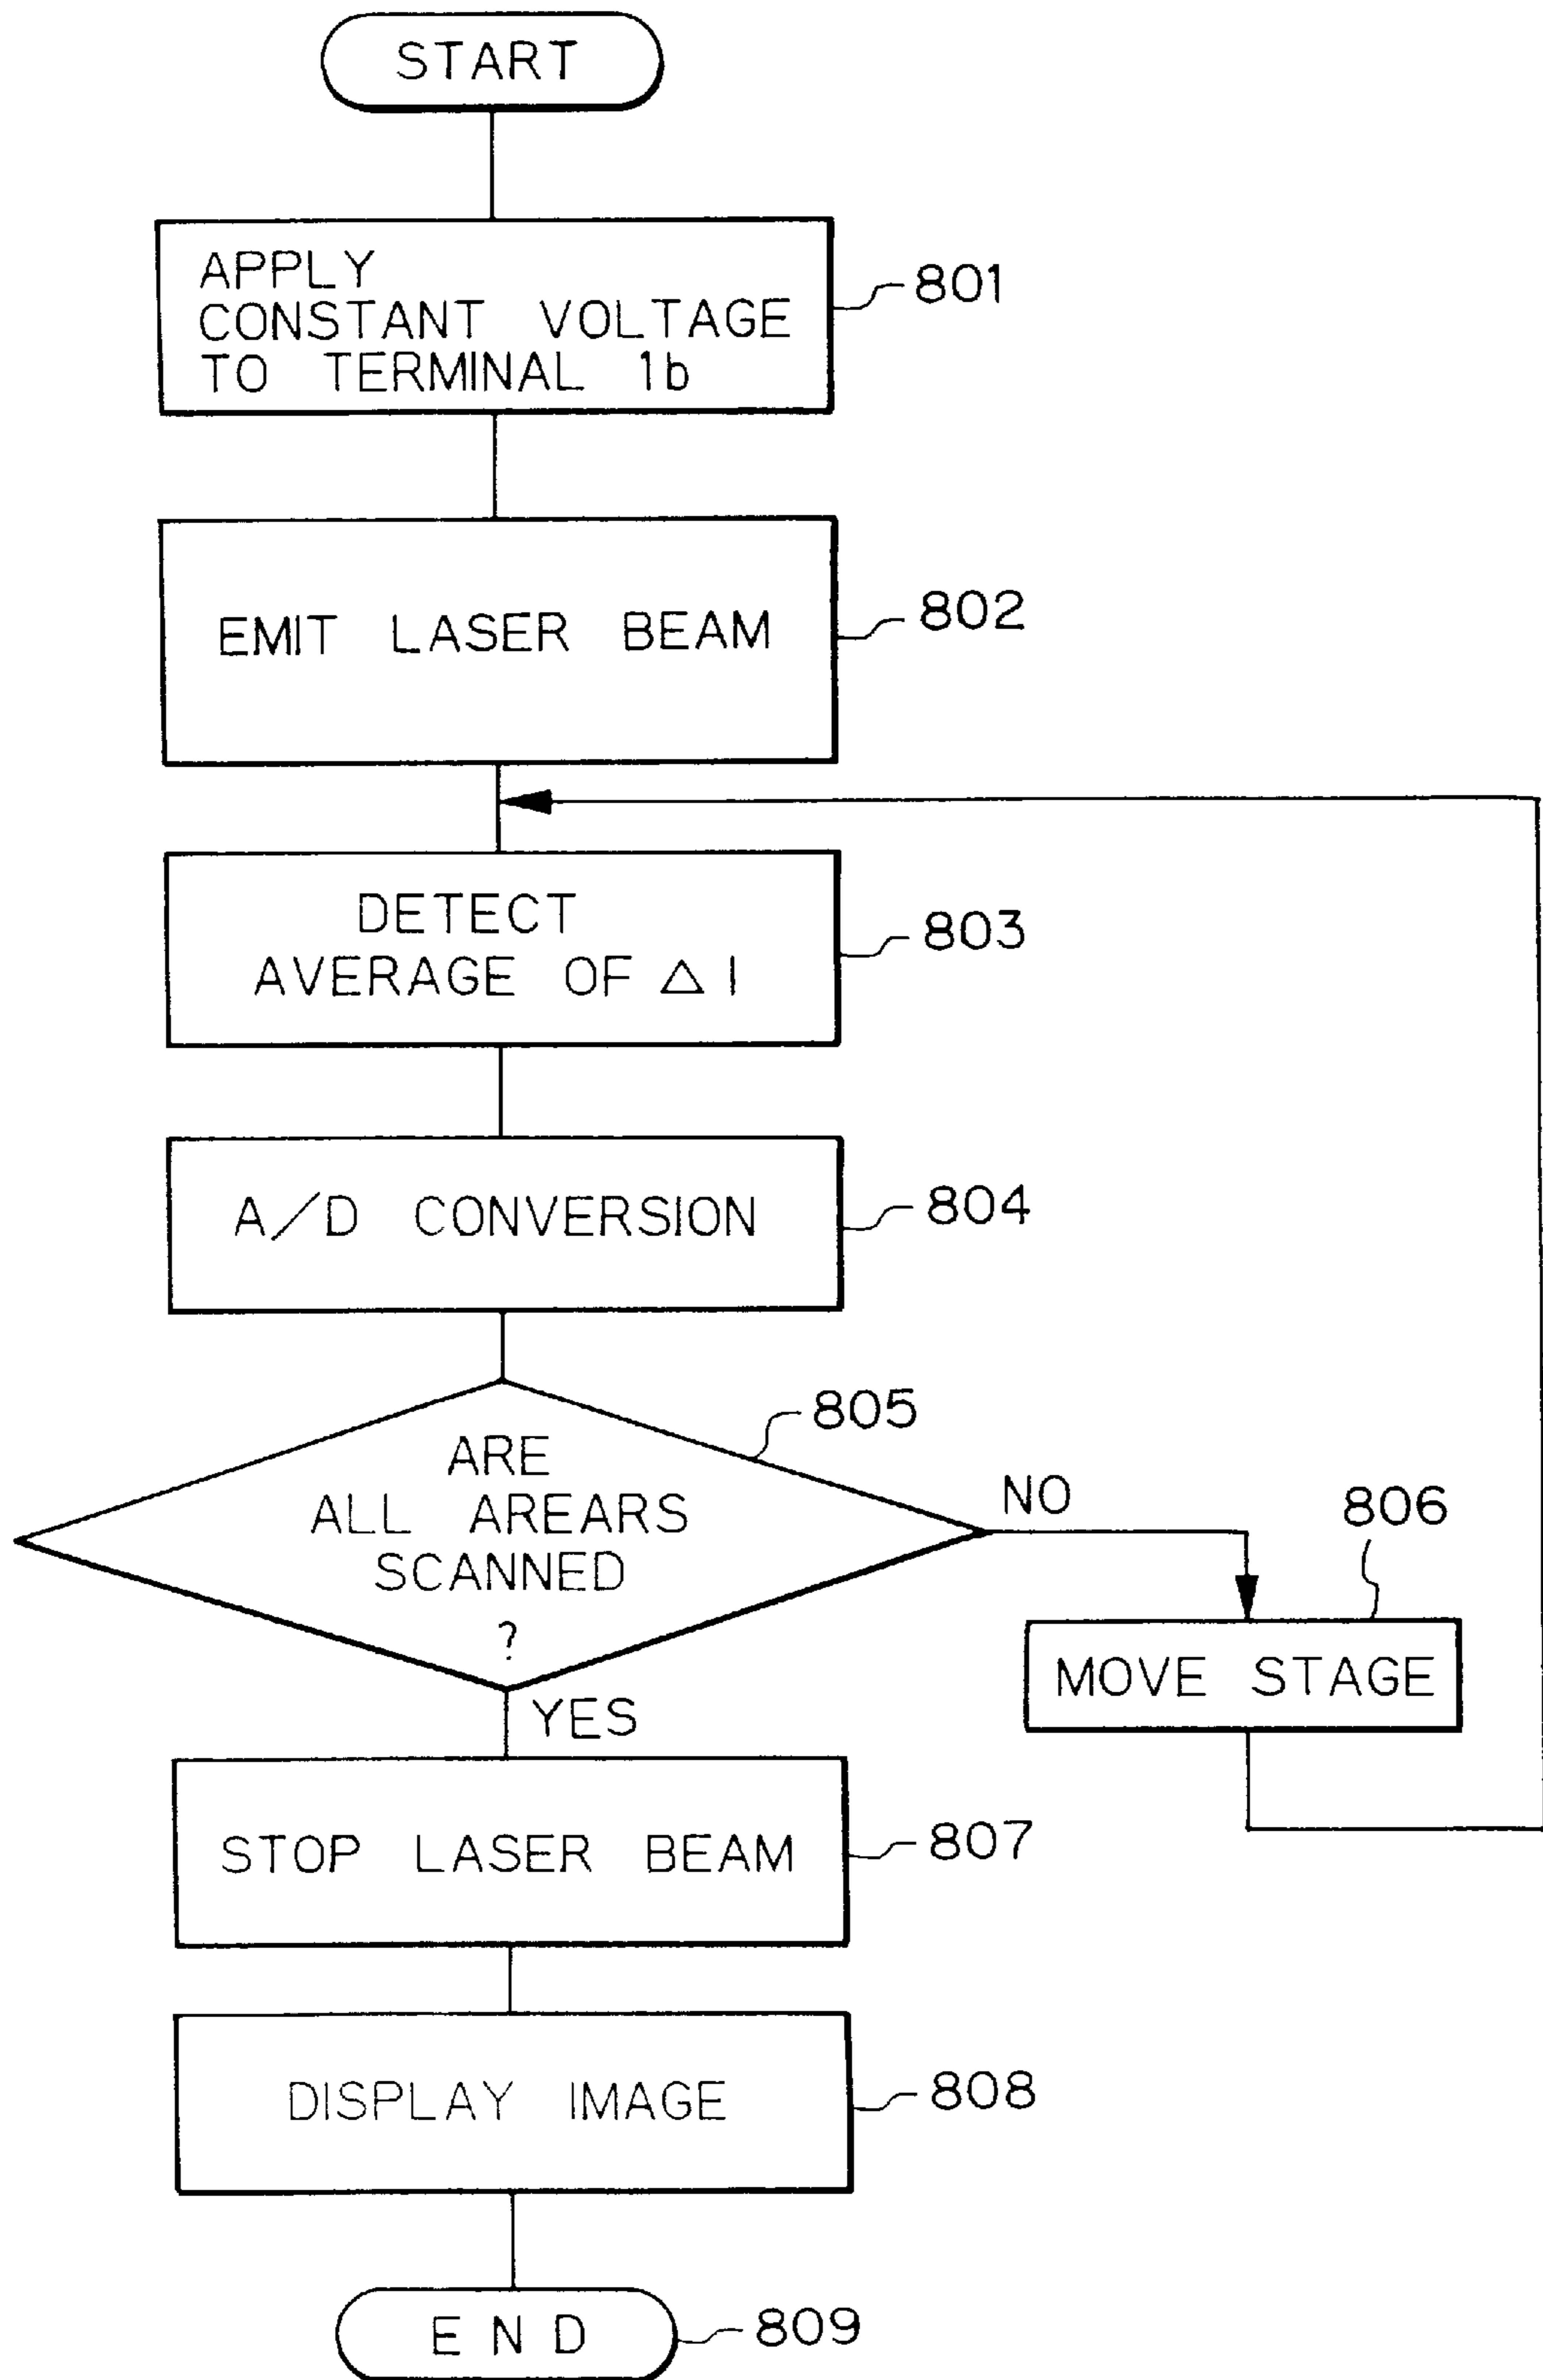 START
APPLY
CONSTANT VOLTAGE
TO TERMINAL 1b
801
EMIT LASER BEAM
802
DETECT
AVERAGE OF △ I
803
A/D CONVERSION
804
ARE
ALL AREARS
SCANNED
?
805
NO
806
MOVE STAGE
YES
STOP LASER BEAM
807
DISPLAY IMAGE
808
END
809